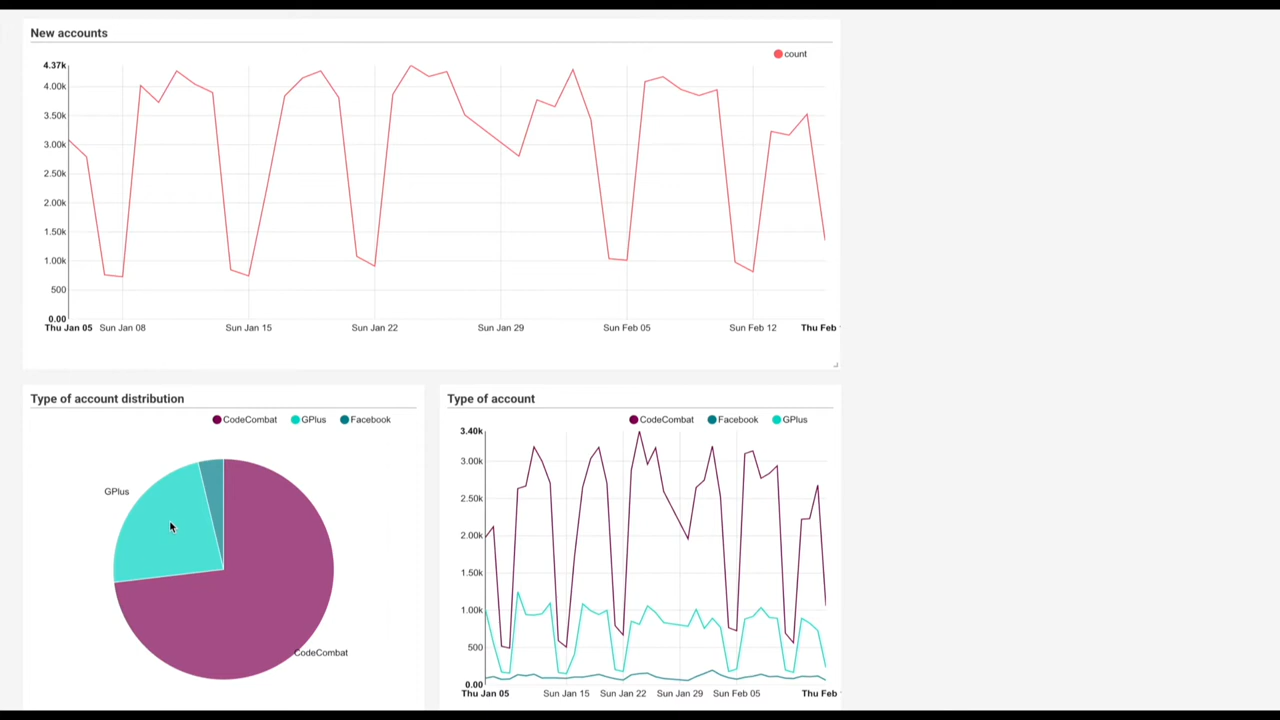 New accounts
count
4.37k
4.00k
3.50k
3.00k
2.50k
2.00k
1.50k
1.00k
500
0.00
Thu Jan 05 Sun Jan 08 Sun Jan 15 Sun Jan 22 Sun Jan 29 Sun Feb 05 Sun Feb 12 Thu Feb
Type of account distribution
CodeCombat GPlus Facebook
GPlus
CodeCombat
Type of account
CodeCombat Facebook GPlus
3.40k
3.00k
2.50k
2.00k
1.50k
1.00k
500
0.00
Thu Jan 05 Sun Jan 15 Sun Jan 22 Sun Jan 29 Sun Feb 05 Thu Feb